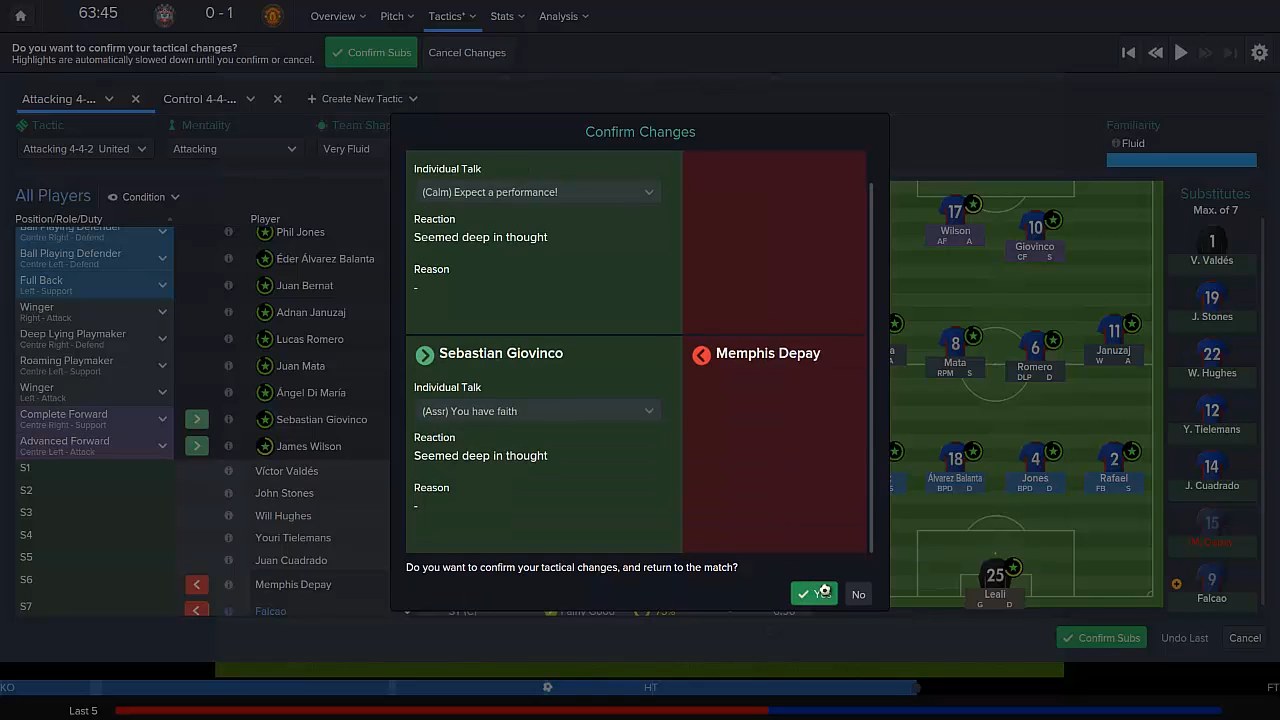 63:45
0 - 1
Overview
Pitch
Tactics*
Stats
Analysis
Do you want to confirm your tactical changes?
Highlights are automatically slowed down until you confirm or cancel.
Confirm Subs
Cancel Changes
Attacking 4-...
Control 4-4-...
Create New Tactic
Tactic
Mentality
Team Shap
Familiarity
Attacking 4-4-2 United
Attacking
Very Fluid
Fluid
All Players
Condition
Position/Role/Duty
Player
Ball Playing Defender
Centre Right - Defend
Phil Jones
Ball Playing Defender
Centre Left - Defend
Éder Álvarez Balanta
Full Back
Left - Support
Juan Bernat
Winger
Right - Attack
Adnan Januzaj
Deep Lying Playmaker
Centre Right - Defend
Lucas Romero
Roaming Playmaker
Centre Left - Support
Juan Mata
Winger
Left - Attack
Ángel Di María
Complete Forward
Centre Right - Support
Sebastian Giovinco
Advanced Forward
Centre Left - Attack
James Wilson
S1
Víctor Valdés
S2
John Stones
S3
Will Hughes
S4
Youri Tielemans
S5
Juan Cuadrado
S6
Memphis Depay
S7
Falcao
Confirm Changes
Individual Talk
(Calm) Expect a performance!
Reaction
Seemed deep in thought
Reason
-
Sebastian Giovinco
Memphis Depay
Individual Talk
(Assr) You have faith
Reaction
Seemed deep in thought
Reason
-
Do you want to confirm your tactical changes, and return to the match?
No
17
Wilson
AF A
10
Giovinco
CF S
8
Mata
RPM S
6
Romero
DLP D
11
Januzaj
W A
18
Álvarez Balanta
BPD D
4
Jones
BPD D
2
Rafael
FB S
25
Leali
G D
Substitutes
Max. of 7
1
V. Valdés
19
J. Stones
22
W. Hughes
12
Y. Tielemans
14
J. Cuadrado
15
9
Falcao
Confirm Subs
Undo Last
Cancel
KO
HT
FT
Last 5